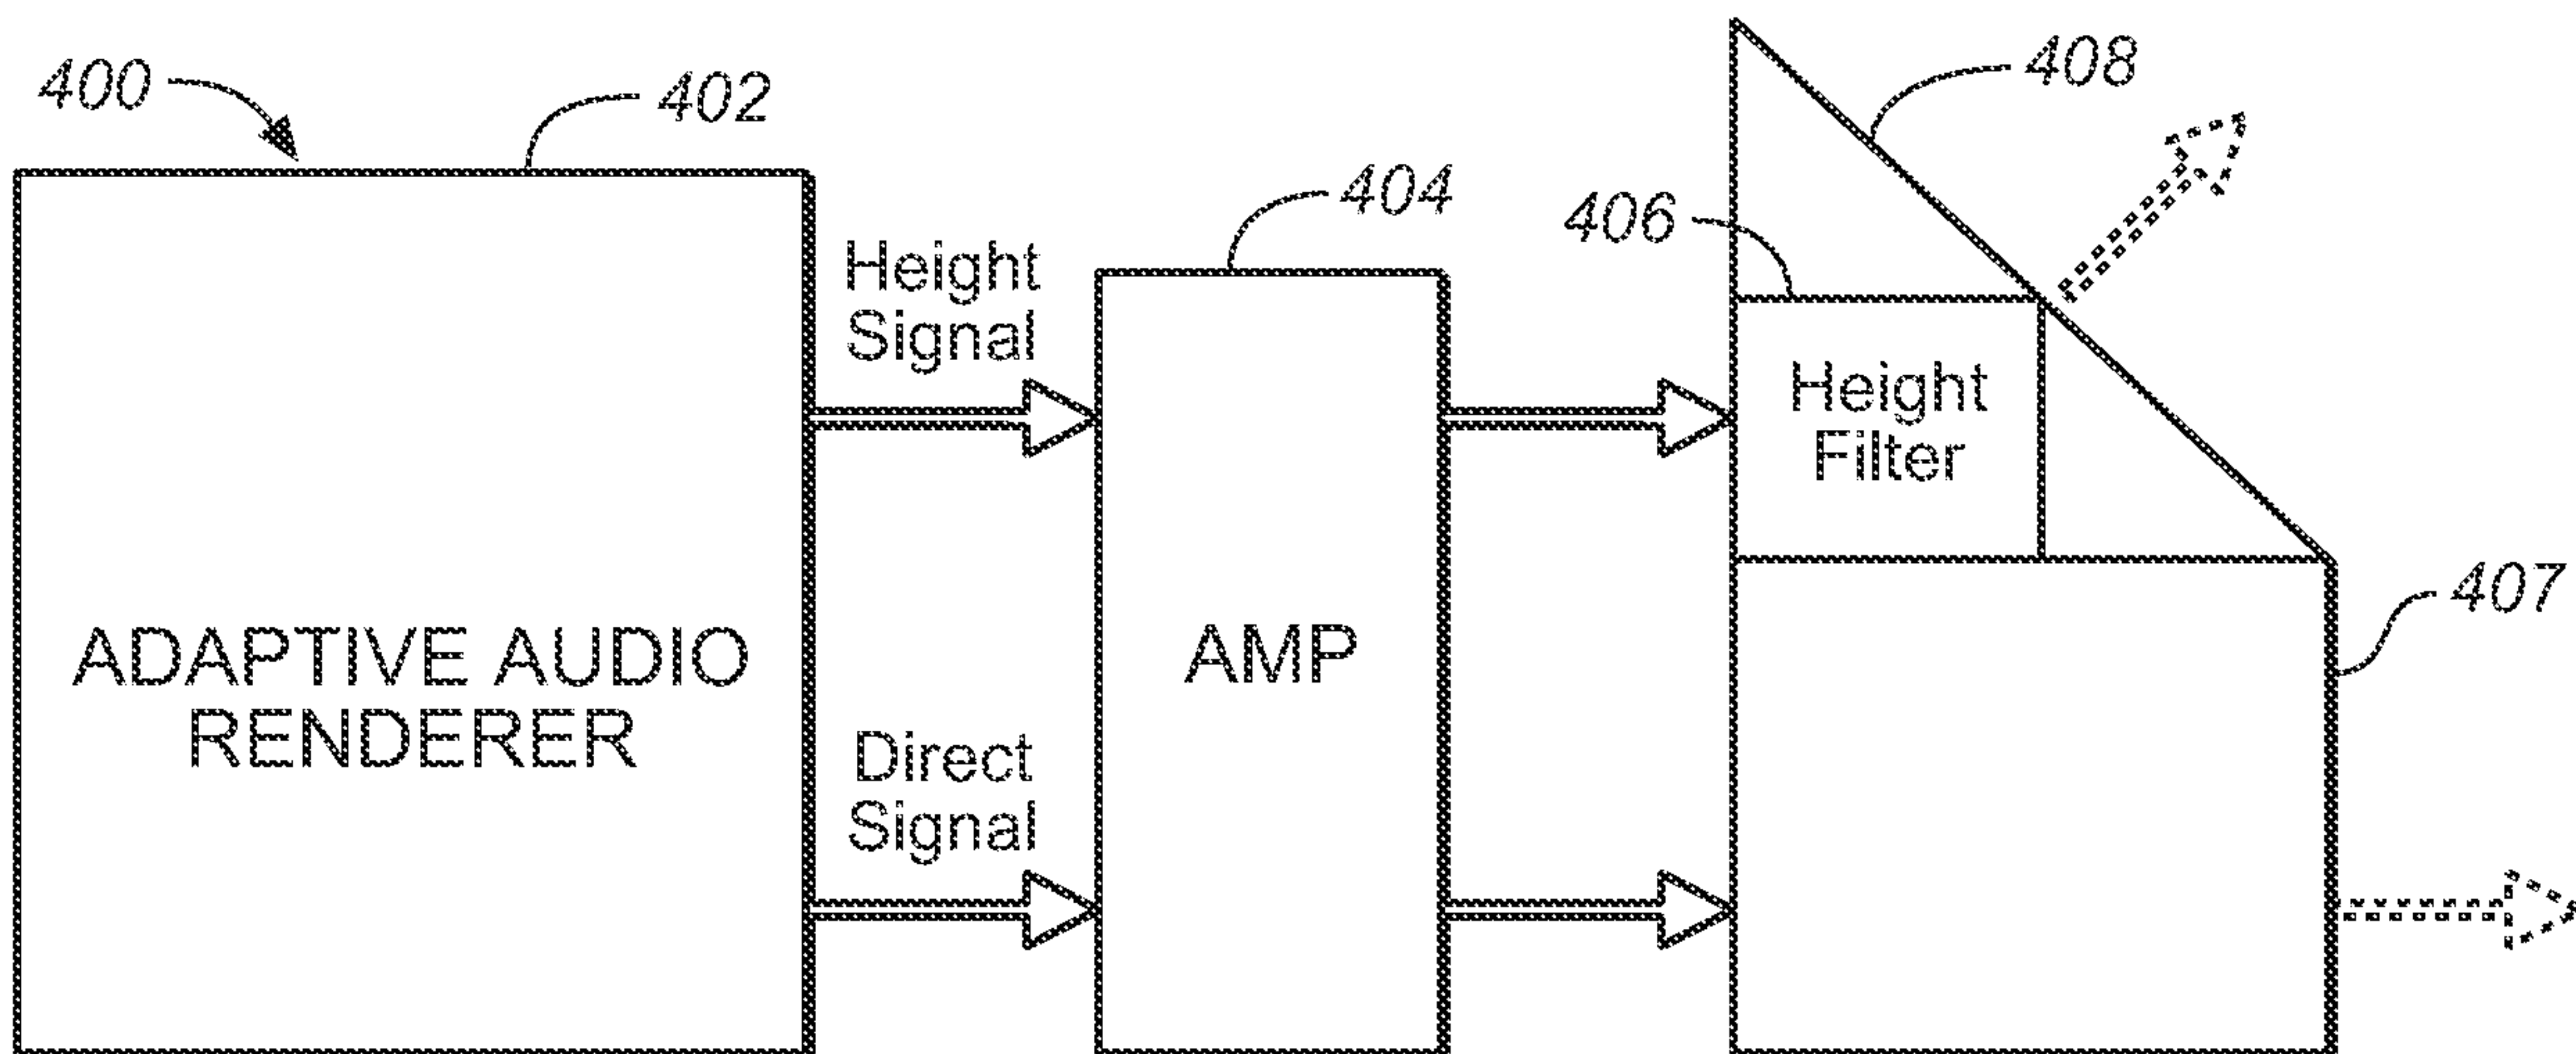 400
402
404
406
408
407
Height
Signal
Height
Filter
ADAPTIVE AUDIO
RENDERER
AMP
Direct
Signal